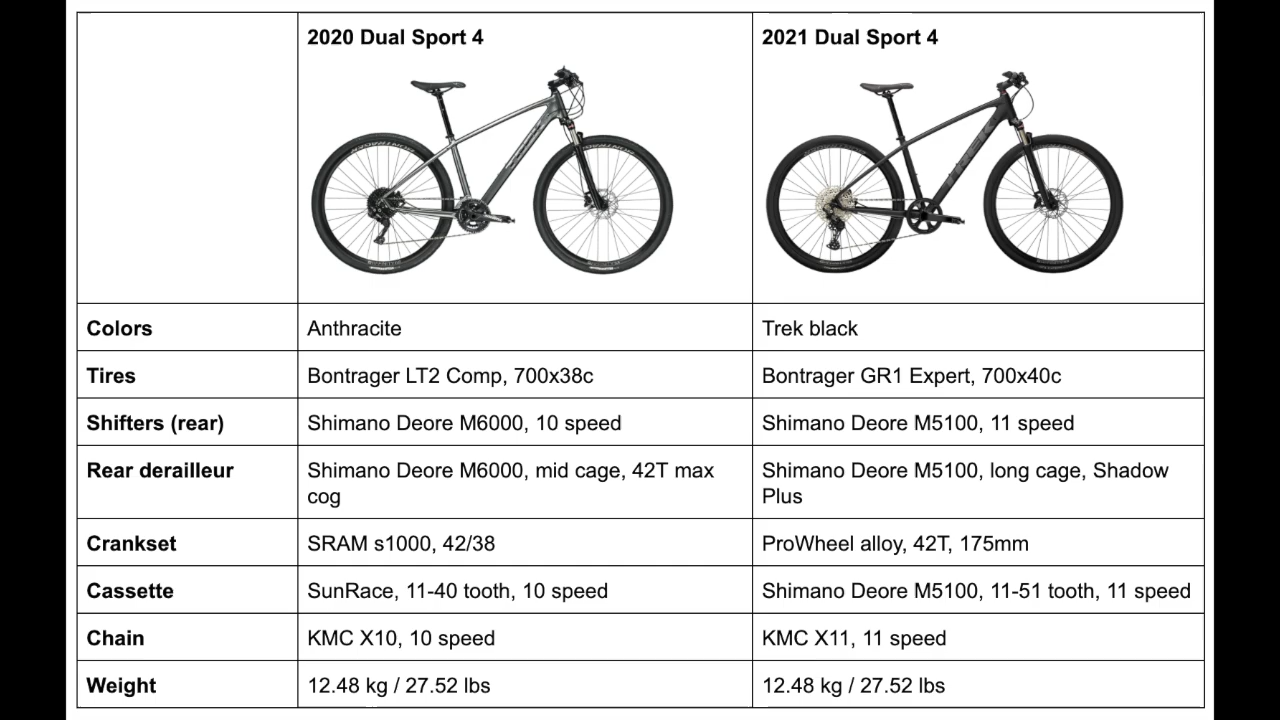 2020 Dual Sport 4
2021 Dual Sport 4
TREK
Colors
Anthracite
Trek black
Tires
Bontrager LT2 Comp, 700x38c
Bontrager GR1 Expert, 700x40c
Shifters (rear)
Shimano Deore M6000, 10 speed
Shimano Deore M5100, 11 speed
Rear derailleur
Shimano Deore M6000, mid cage, 42T max
cog
Shimano Deore M5100, long cage, Shadow
Plus
Crankset
SRAM s1000, 42/38
ProWheel alloy, 42T, 175mm
Cassette
SunRace, 11-40 tooth, 10 speed
Shimano Deore M5100, 11-51 tooth, 11 speed
Chain
KMC X10, 10 speed
KMC X11, 11 speed
Weight
12.48 kg / 27.52 lbs
12.48 kg / 27.52 lbs